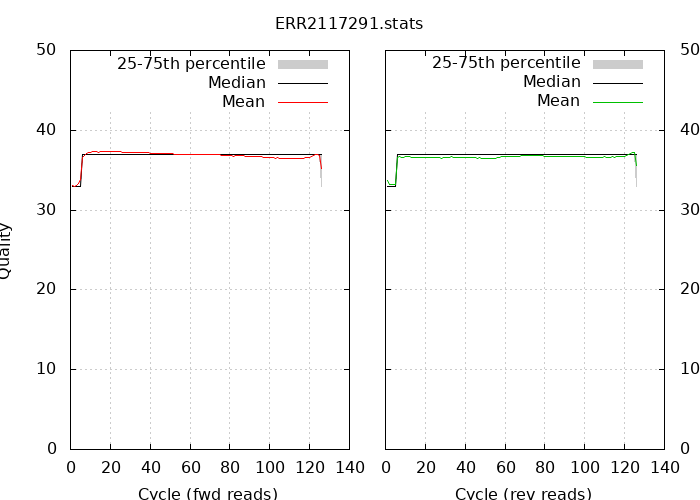 ERR2117291.stats
Quality
50
40
30
20
10
0
25-75th percentile
Median
Mean
0 20 40 60 80 100 120 140
Cycle (fwd reads)
25-75th percentile
Median
Mean
50
40
30
20
10
0
0 20 40 60 80 100 120 140
Cycle (rev reads)